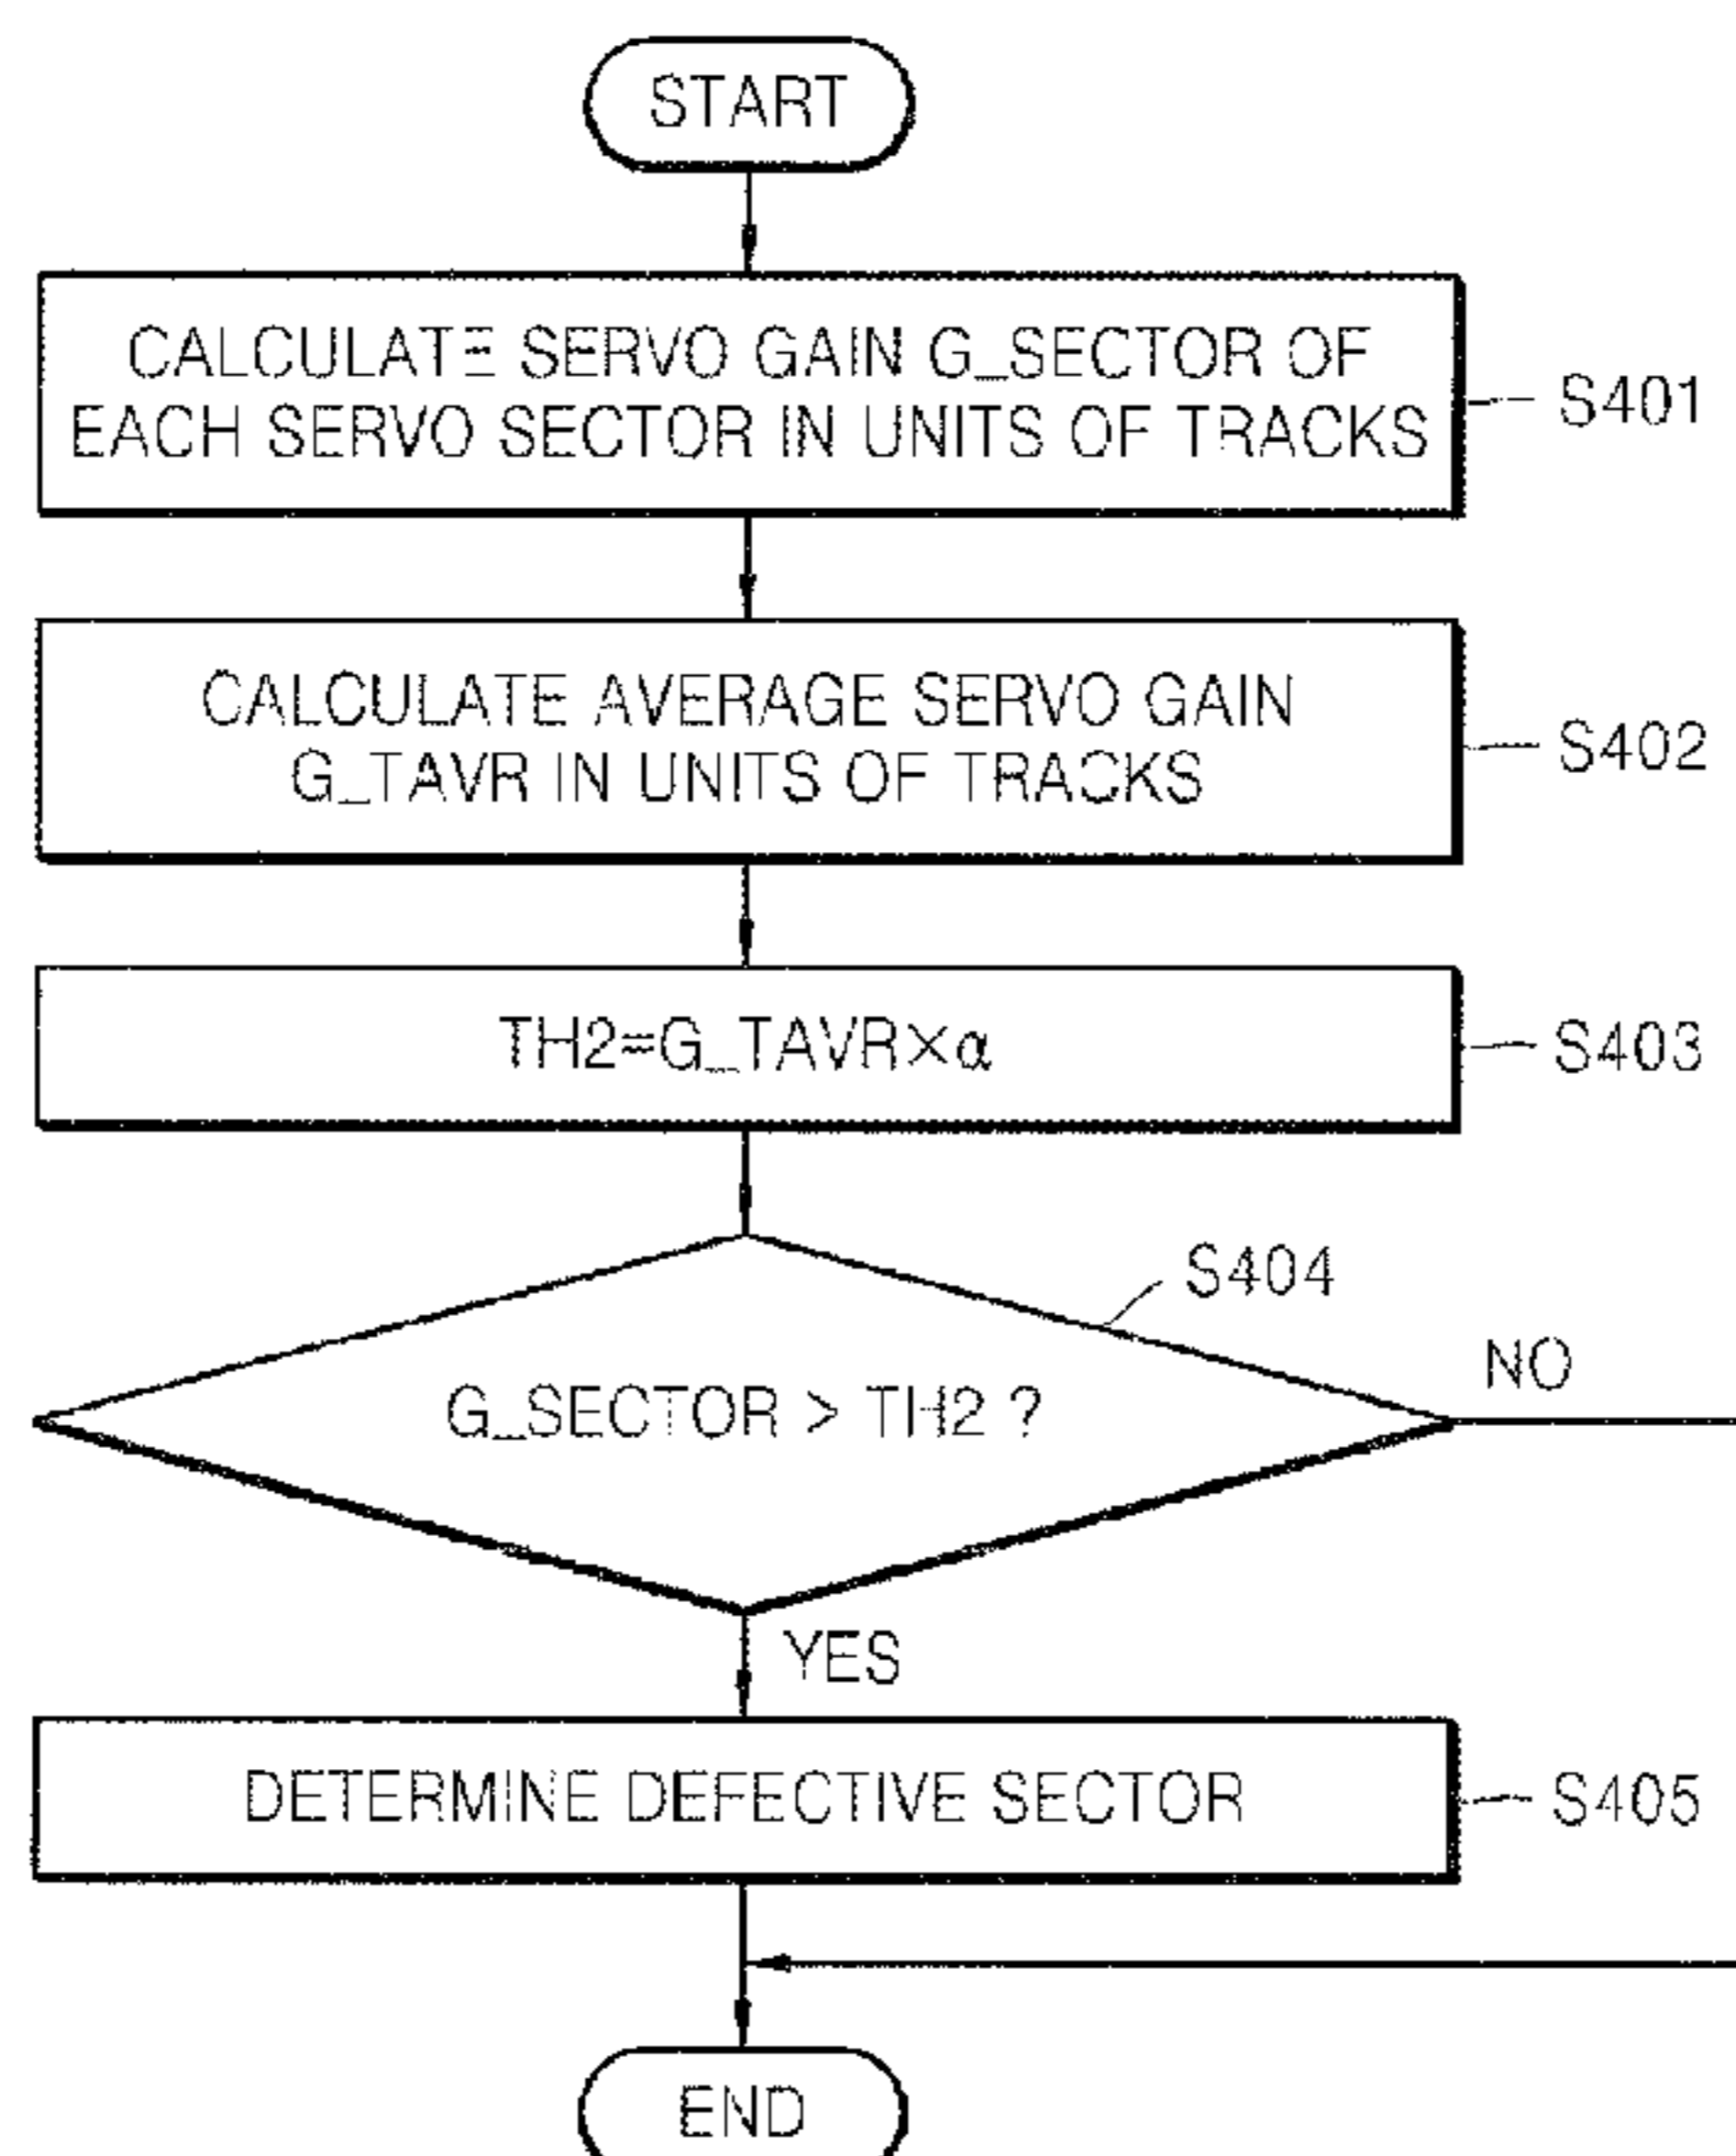 START
CALCULATE SERVO GAIN G_SECTOR OF
EACH SERVO SECTOR IN UNITS OF TRACKS
S401
CALCULATE AVERAGE SERVO GAIN
G_TAVR IN UNITS OF TRACKS
S402
TH2=G_TAVR×α
S403
S404
NO
G_SECTOR > TH2 ?
YES
DETERMINE DEFECTIVE SECTOR
S405
END